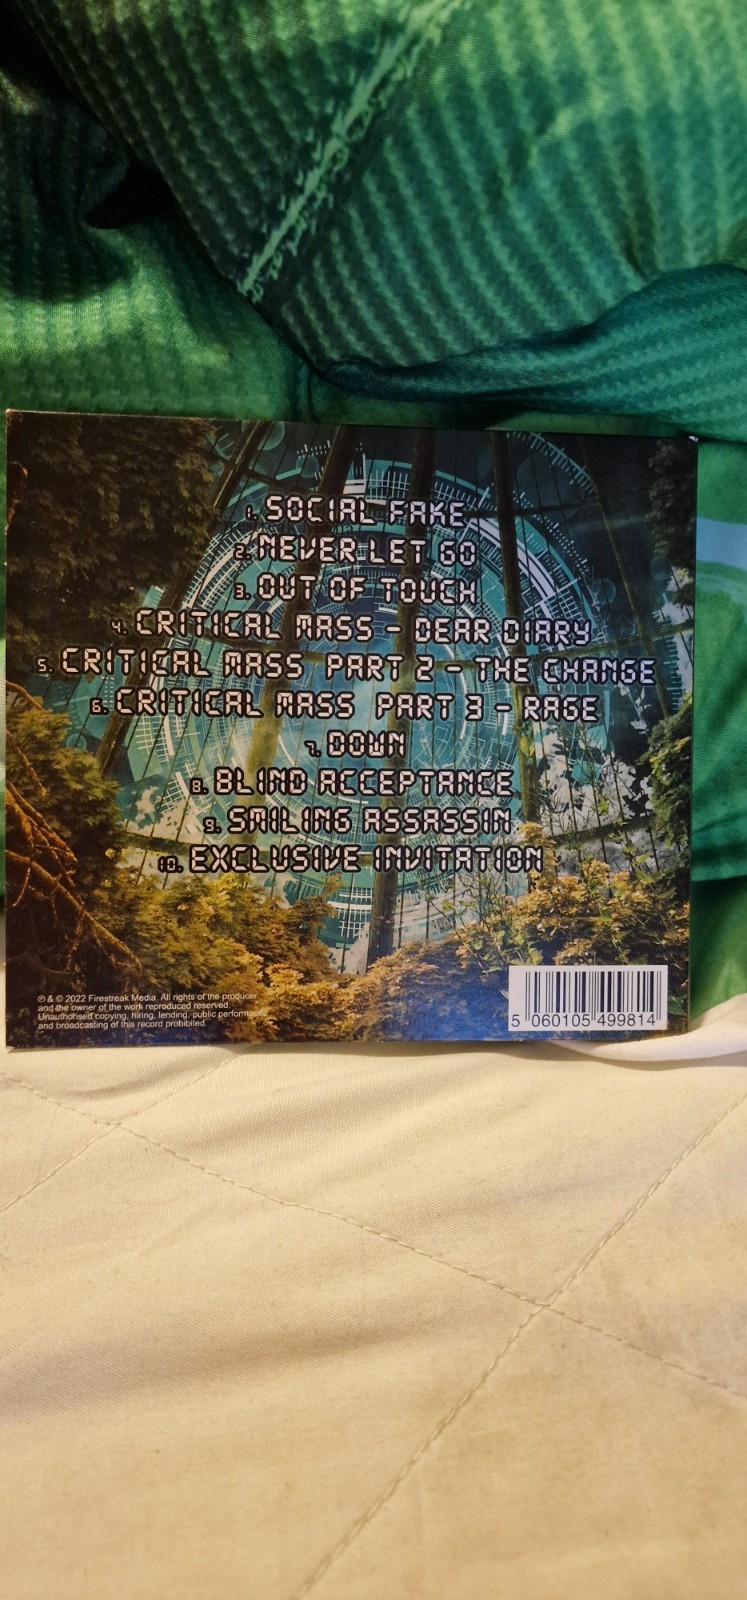 1. SOCIAL FAKE
2. NEVER LET GO
3. OUT OF TOUCH
4. CRITICAL MASS - DEAR DIARY
5. CRITICAL MASS PART 2 - THE CHANGE
6. CRITICAL MASS PART 3 - RAGE
7. DOWN
8. BLIND ACCEPTANCE
9. SMILING ASSASSIN
10. EXCLUSIVE INVITATION
℗ & © 2022 Firestreak Media. All rights of the producer
and the owner of the work reproduced reserved.
Unauthorised copying, hiring, lending, public performance
and broadcasting of this record prohibited.
5 060105 499814